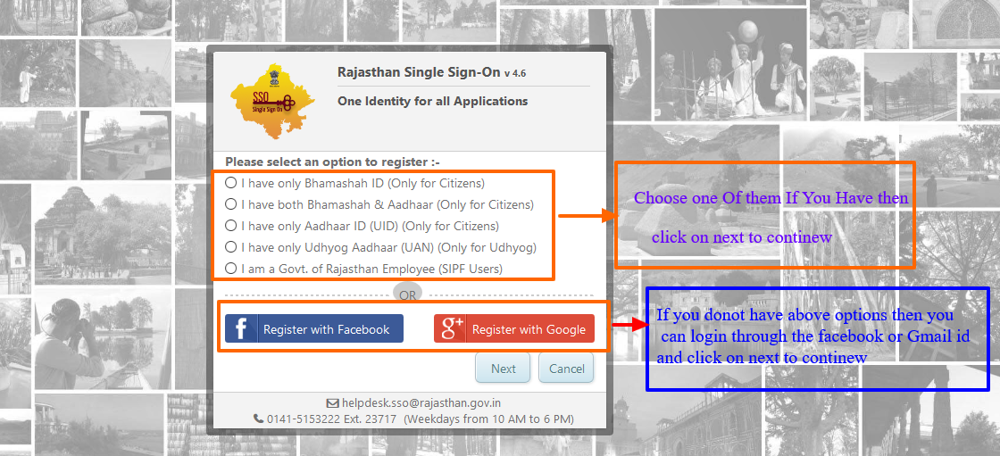 Rajasthan Single Sign-On v 4.6
SSO
Single Sign On
One Identity for all Applications
Please select an option to register :-
I have only Bhamashah ID (Only for Citizens)
I have both Bhamashah & Aadhaar (Only for Citizens)
I have only Aadhaar ID (UID) (Only for Citizens)
I have only Udhyog Aadhaar (UAN) (Only for Udhyog)
I am a Govt. of Rajasthan Employee (SIPF Users)
Choose one Of them If You Have then
click on next to continew
OR
f Register with Facebook
g+ Register with Google
If you donot have above options then you
can login through the facebook or Gmail id
and click on next to continew
Next
Cancel
helpdesk.sso@rajasthan.gov.in
0141-5153222 Ext. 23717 (Weekdays from 10 AM to 6 PM)